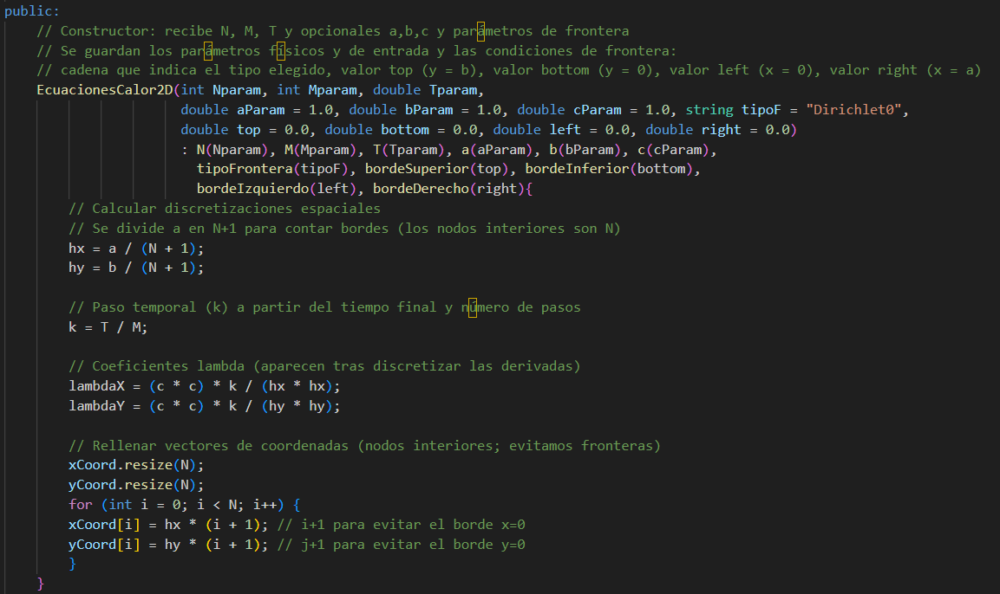 public:
    // Constructor: recibe N, M, T y opcionales a,b,c y parámetros de frontera
    // Se guardan los parámetros físicos y de entrada y las condiciones de frontera:
    // cadena que indica el tipo elegido, valor top (y = b), valor bottom (y = 0), valor left (x = 0), valor right (x = a)
    EcuacionesCalor2D(int Nparam, int Mparam, double Tparam,
                      double aParam = 1.0, double bParam = 1.0, double cParam = 1.0, string tipoF = "Dirichlet0",
                      double top = 0.0, double bottom = 0.0, double left = 0.0, double right = 0.0)
                      : N(Nparam), M(Mparam), T(Tparam), a(aParam), b(bParam), c(cParam),
                        tipoFrontera(tipoF), bordeSuperior(top), bordeInferior(bottom),
                        bordeIzquierdo(left), bordeDerecho(right){
        // Calcular discretizaciones espaciales
        // Se divide a en N+1 para contar bordes (los nodos interiores son N)
        hx = a / (N + 1);
        hy = b / (N + 1);

        // Paso temporal (k) a partir del tiempo final y número de pasos
        k = T / M;

        // Coeficientes lambda (aparecen tras discretizar las derivadas)
        lambdaX = (c * c) * k / (hx * hx);
        lambdaY = (c * c) * k / (hy * hy);

        // Rellenar vectores de coordenadas (nodos interiores; evitamos fronteras)
        xCoord.resize(N);
        yCoord.resize(N);
        for (int i = 0; i < N; i++) {
        xCoord[i] = hx * (i + 1); // i+1 para evitar el borde x=0
        yCoord[i] = hy * (i + 1); // j+1 para evitar el borde y=0
        }
    }